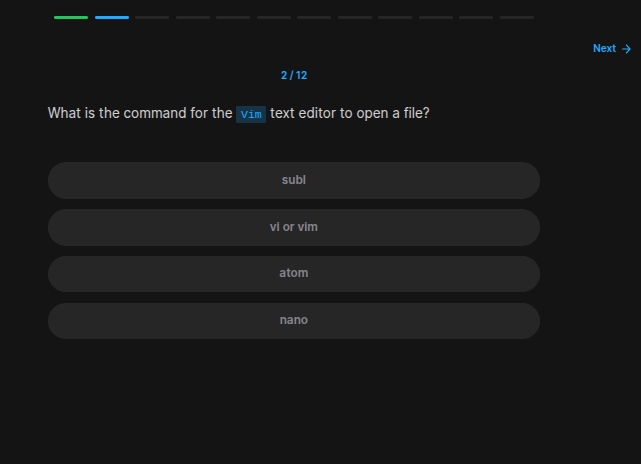 Next →
2 / 12
What is the command for the Vim text editor to open a file?
subl
vi or vim
atom
nano